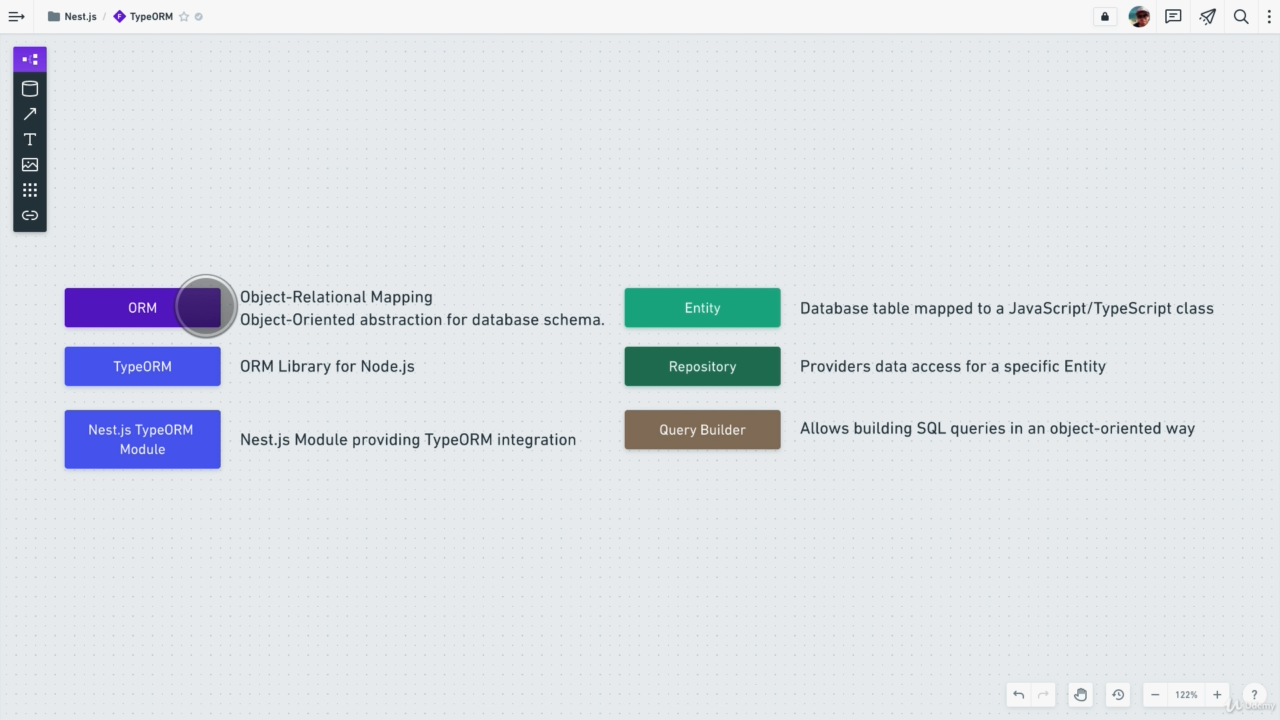 Nest.js / TypeORM
ORM
Object-Relational Mapping
Object-Oriented abstraction for database schema.
TypeORM
ORM Library for Node.js
Nest.js TypeORM
Module
Nest.js Module providing TypeORM integration
Entity
Database table mapped to a JavaScript/TypeScript class
Repository
Providers data access for a specific Entity
Query Builder
Allows building SQL queries in an object-oriented way
122%
?
Udemy